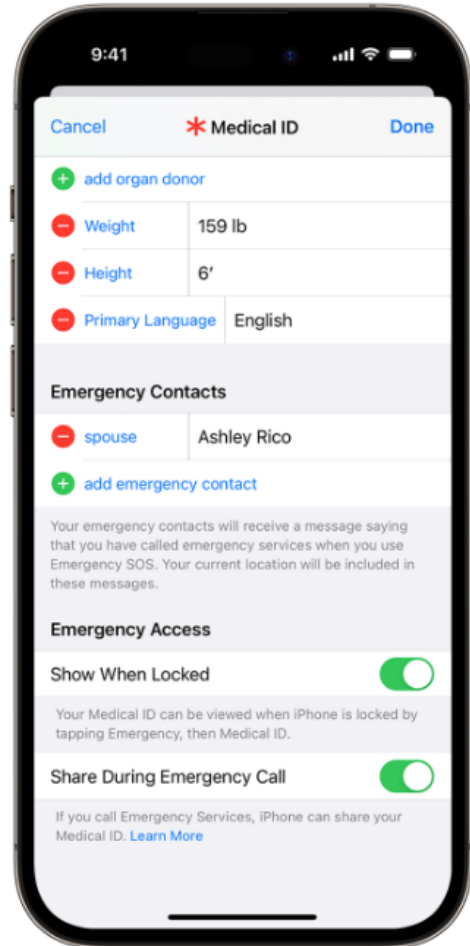 9:41
Cancel
Medical ID
Done
add organ donor
Weight 159 lb
Height 6′
Primary Language English
Emergency Contacts
spouse Ashley Rico
add emergency contact
Your emergency contacts will receive a message saying
that you have called emergency services when you use
Emergency SOS. Your current location will be included in
these messages.
Emergency Access
Show When Locked
Your Medical ID can be viewed when iPhone is locked by
tapping Emergency, then Medical ID.
Share During Emergency Call
If you call Emergency Services, iPhone can share your
Medical ID. Learn More